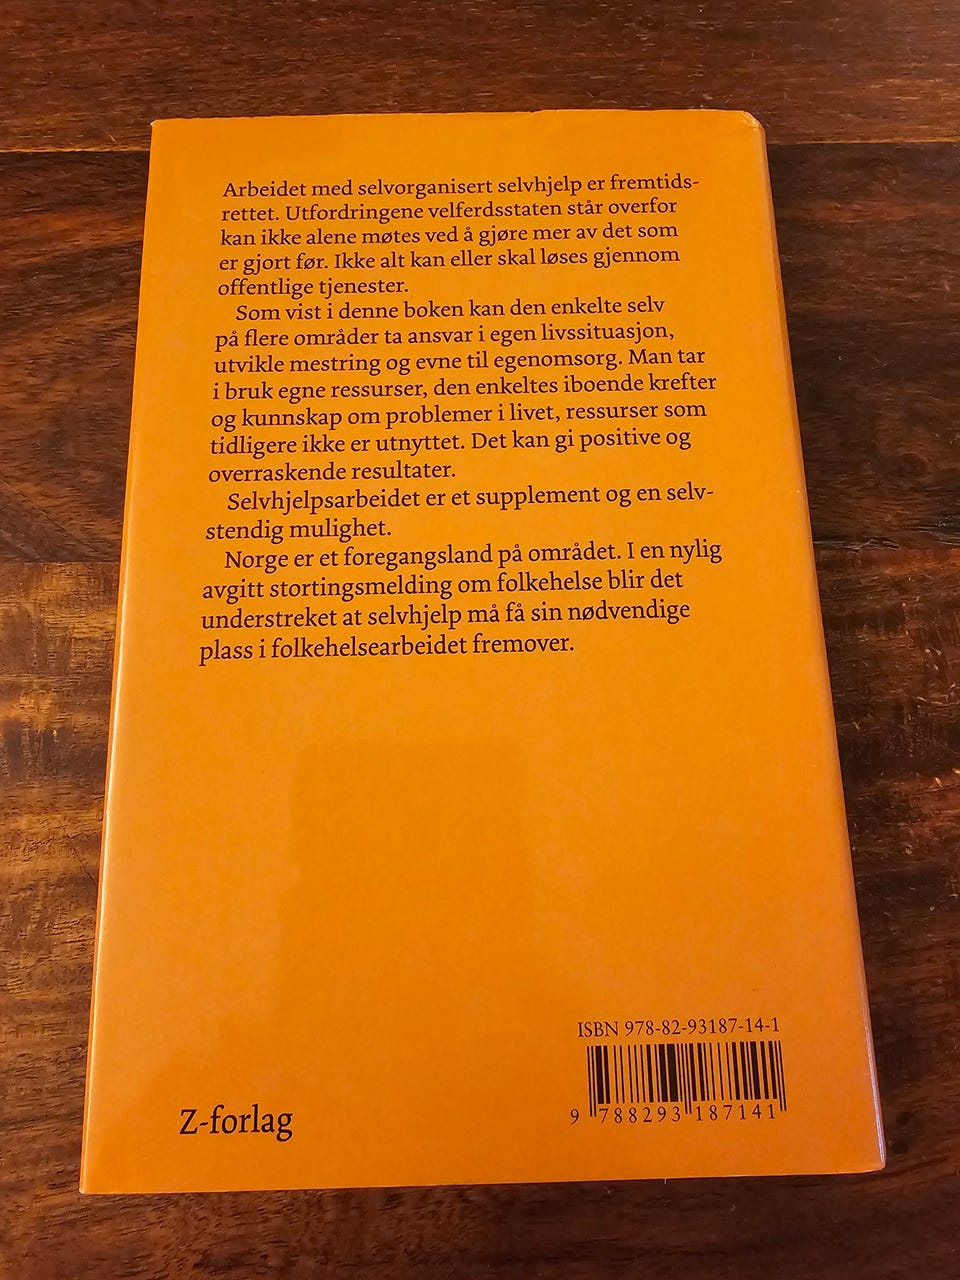 Arbeidet med selvorganisert selvhjelp er fremtids-
rettet. Utfordringene velferdsstaten står overfor
kan ikke alene møtes ved å gjøre mer av det som
er gjort før. Ikke alt kan eller skal løses gjennom
offentlige tjenester.
Som vist i denne boken kan den enkelte selv
på flere områder ta ansvar i egen livssituasjon,
utvikle mestring og evne til egenomsorg. Man tar
i bruk egne ressurser, den enkeltes iboende krefter
og kunnskap om problemer i livet, ressurser som
tidligere ikke er utnyttet. Det kan gi positive og
overraskende resultater.
Selvhjelpsarbeidet er et supplement og en selv-
stendig mulighet.
Norge er et foregangsland på området. I en nylig
avgitt stortingsmelding om folkehelse blir det
understreket at selvhjelp må få sin nødvendige
plass i folkehelsearbeidet fremover.
ISBN 978-82-93187-14-1
9 788293 187141
Z-forlag